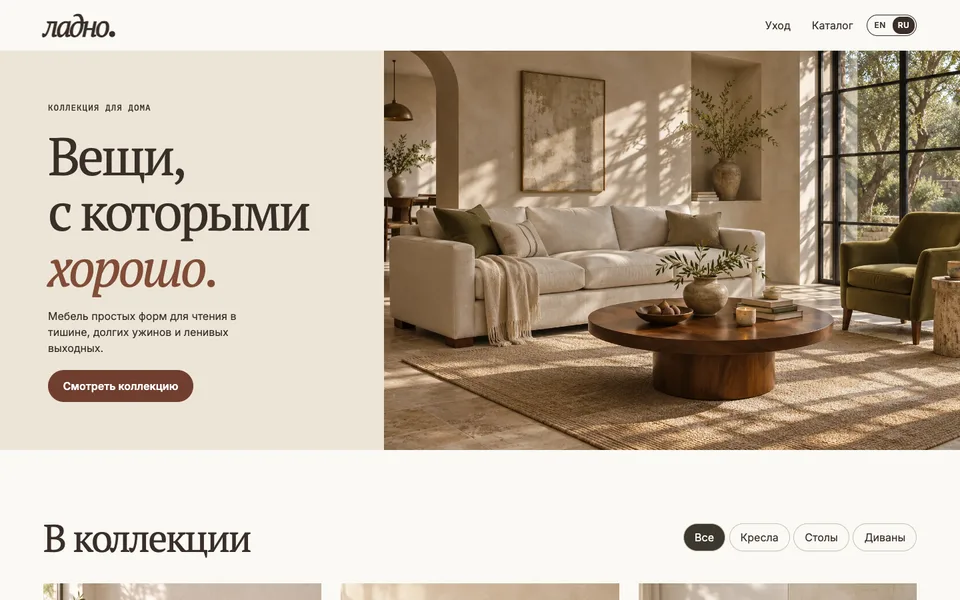 ладно.
Уход Каталог EN RU
КОЛЛЕКЦИЯ ДЛЯ ДОМА
Вещи,
с которыми
хорошо.
Мебель простых форм для чтения в
тишине, долгих ужинов и ленивых
выходных.
Смотреть коллекцию
В коллекции
Все Кресла Столы Диваны